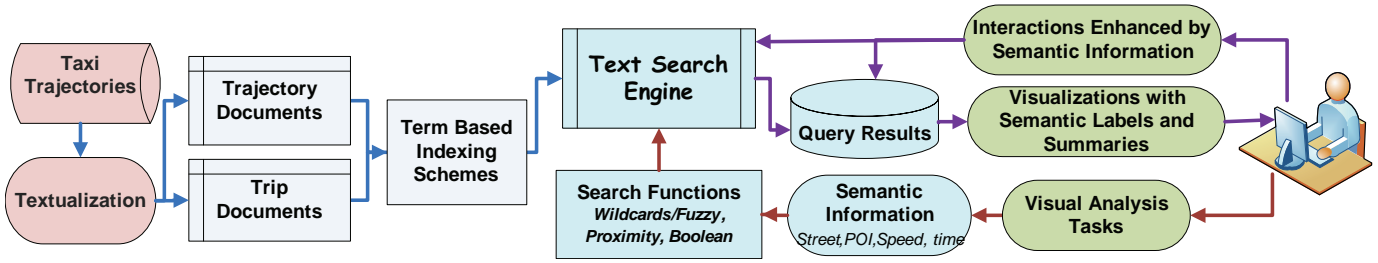 Taxi
Trajectories
Textualization
Trajectory
Documents
Trip
Documents
Term Based
Indexing
Schemes
Text Search
Engine
Search Functions
Wildcards/Fuzzy,
Proximity, Boolean
Query Results
Semantic
Information
Street,POI,Speed, time
Interactions Enhanced by
Semantic Information
Visualizations with
Semantic Labels and
Summaries
Visual Analysis
Tasks